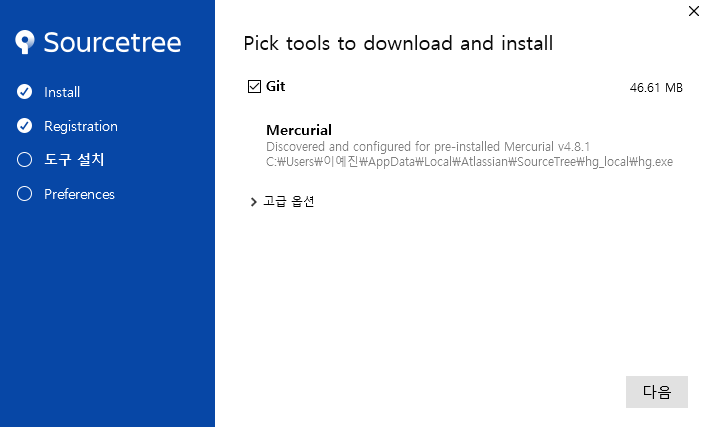 Sourcetree
Install
Registration
도구 설치
Preferences
Pick tools to download and install
Git
46.61 MB
Mercurial
Discovered and configured for pre-installed Mercurial v4.8.1
C:₩Users₩이예진₩AppData₩Local₩Atlassian₩SourceTree₩hg_local₩hg.exe
고급 옵션
다음